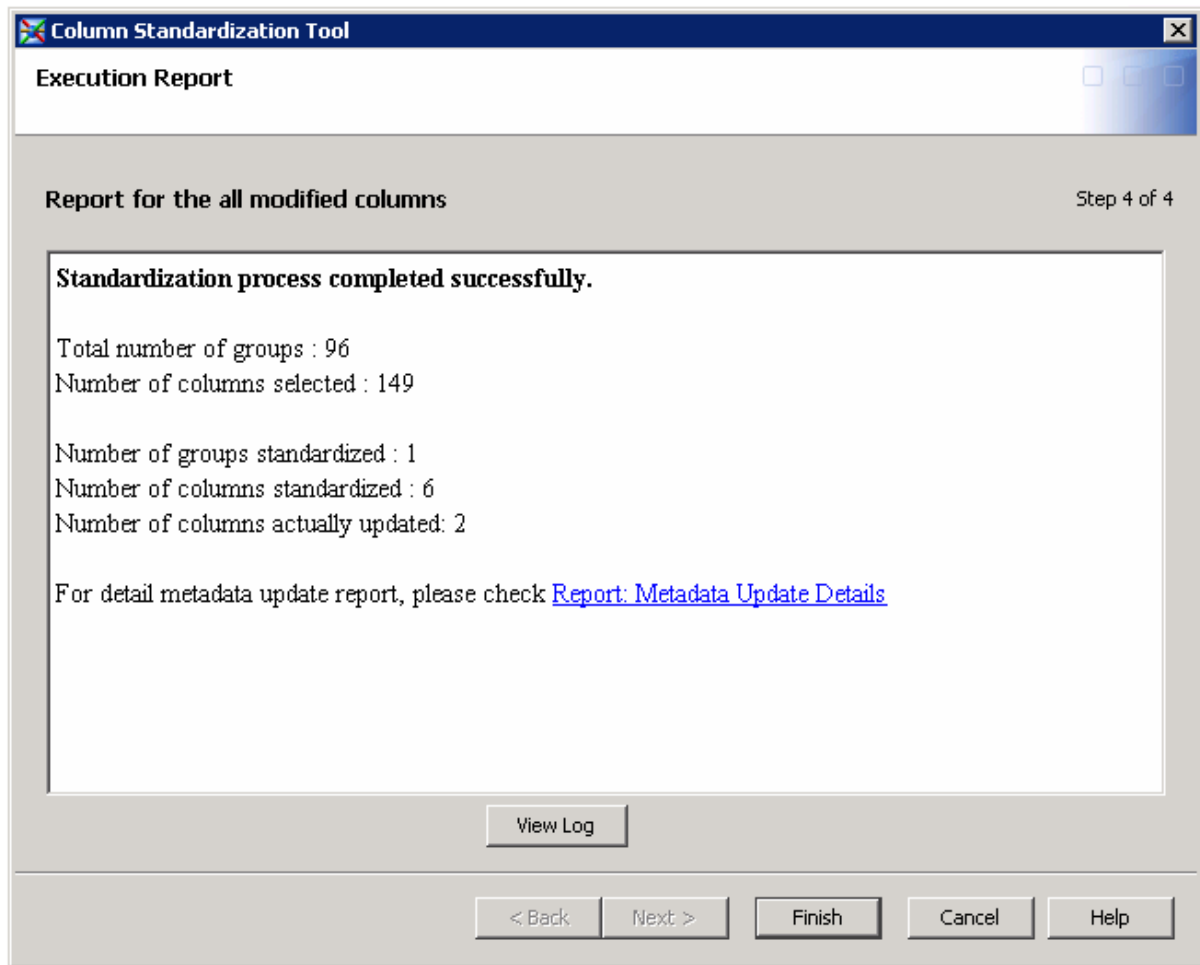 Column Standardization Tool
Execution Report
Report for the all modified columns
Step 4 of 4
Standardization process completed successfully.
Total number of groups : 96
Number of columns selected : 149
Number of groups standardized : 1
Number of columns standardized : 6
Number of columns actually updated: 2
For detail metadata update report, please check Report: Metadata Update Details
View Log
< Back
Next >
Finish
Cancel
Help